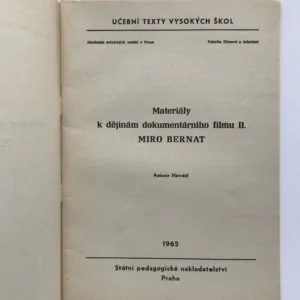 UČEBNÍ TEXTY VYSOKÝCH ŠKOL
Akademie múzických umění v Praze
Fakulta filmová a televizní
Materiály
k dějinám dokumentárního filmu II.
MIRO BERNAT
Antonín Návrátil
1965
Státní pedagogické nakladatelství
Praha